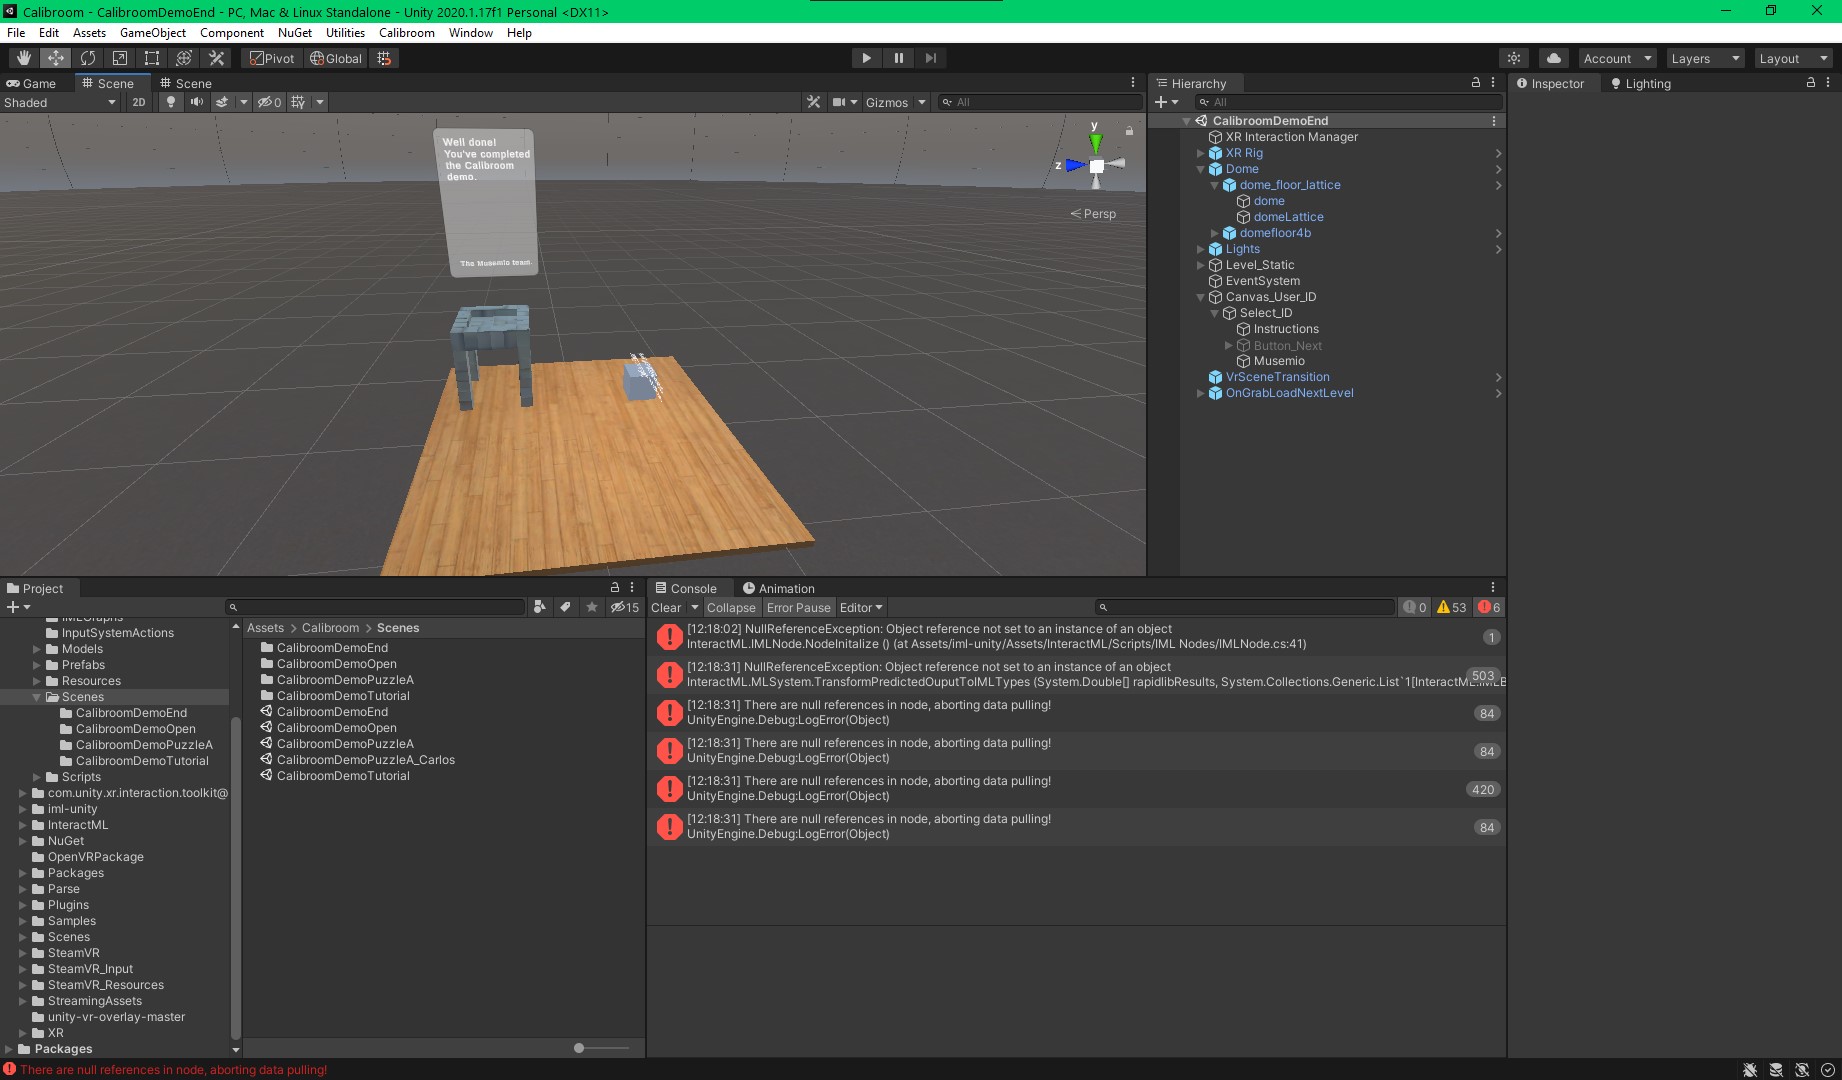 Calibroom - CalibroomDemoEnd - PC, Mac & Linux Standalone - Unity 2020.1.17f1 Personal <DX11>
File Edit Assets GameObject Component NuGet Utilities Calibroom Window Help
Pivot Global Account Layers Layout
Game Scene Scene
Shaded 2D 0 Gizmos All
Well done!
You've completed
the Calibroom
demo.
The Musemio team.
y
z
Persp
Hierarchy
All
CalibroomDemoEnd
XR Interaction Manager
XR Rig
Dome
dome_floor_lattice
dome
domeLattice
domefloor4b
Lights
Level_Static
EventSystem
Canvas_User_ID
Select_ID
Instructions
Button_Next
Musemio
VrSceneTransition
OnGrabLoadNextLevel
Inspector Lighting
Project
15
IMLGraphs
InputSystemActions
Models
Prefabs
Resources
Scenes
CalibroomDemoEnd
CalibroomDemoOpen
CalibroomDemoPuzzleA
CalibroomDemoTutorial
Scripts
com.unity.xr.interaction.toolkit@
iml-unity
InteractML
NuGet
OpenVRPackage
Packages
Parse
Plugins
Samples
Scenes
SteamVR
SteamVR_Input
SteamVR_Resources
StreamingAssets
unity-vr-overlay-master
XR
Packages
Assets > Calibroom > Scenes
CalibroomDemoEnd
CalibroomDemoOpen
CalibroomDemoPuzzleA
CalibroomDemoTutorial
CalibroomDemoEnd
CalibroomDemoOpen
CalibroomDemoPuzzleA
CalibroomDemoPuzzleA_Carlos
CalibroomDemoTutorial
Console Animation
Clear Collapse Error Pause Editor 0 53 6
[12:18:02] NullReferenceException: Object reference not set to an instance of an object
InteractML.IMLNode.NodeInitalize () (at Assets/iml-unity/Assets/InteractML/Scripts/IML Nodes/IMLNode.cs:41)
1
[12:18:31] NullReferenceException: Object reference not set to an instance of an object
InteractML.MLSystem.TransformPredictedOuputToIMLTypes (System.Double[] rapidlibResults, System.Collections.Generic.List`1[InteractML.IMLB
503
[12:18:31] There are null references in node, aborting data pulling!
UnityEngine.Debug:LogError(Object)
84
[12:18:31] There are null references in node, aborting data pulling!
UnityEngine.Debug:LogError(Object)
84
[12:18:31] There are null references in node, aborting data pulling!
UnityEngine.Debug:LogError(Object)
420
[12:18:31] There are null references in node, aborting data pulling!
UnityEngine.Debug:LogError(Object)
84
There are null references in node, aborting data pulling!